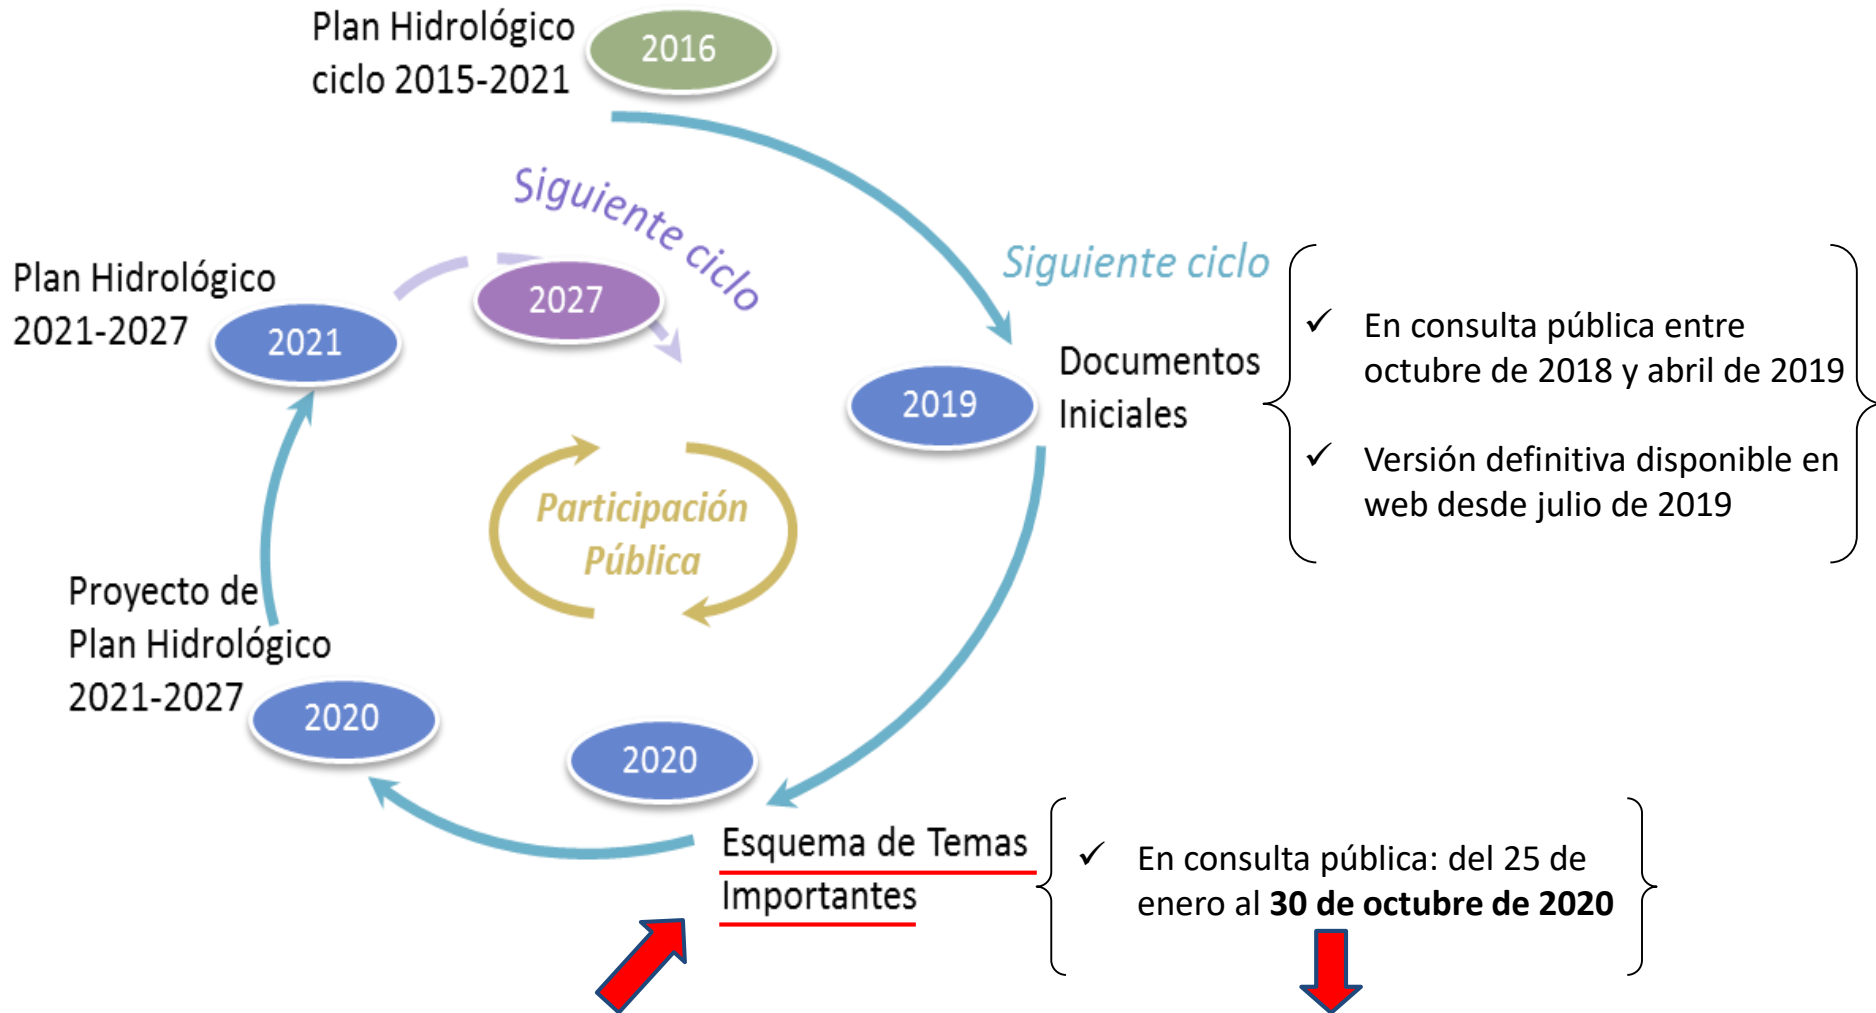 Plan Hidrológico
ciclo 2015-2021
2016
Siguiente ciclo
Siguiente ciclo
Plan Hidrológico
2021-2027
2021
2027
2019
Documentos
Iniciales
✓ En consulta pública entre
octubre de 2018 y abril de 2019
✓ Versión definitiva disponible en
web desde julio de 2019
Participación
Pública
Proyecto de
Plan Hidrológico
2021-2027
2020
2020
Esquema de Temas
Importantes
✓ En consulta pública: del 25 de
enero al 30 de octubre de 2020